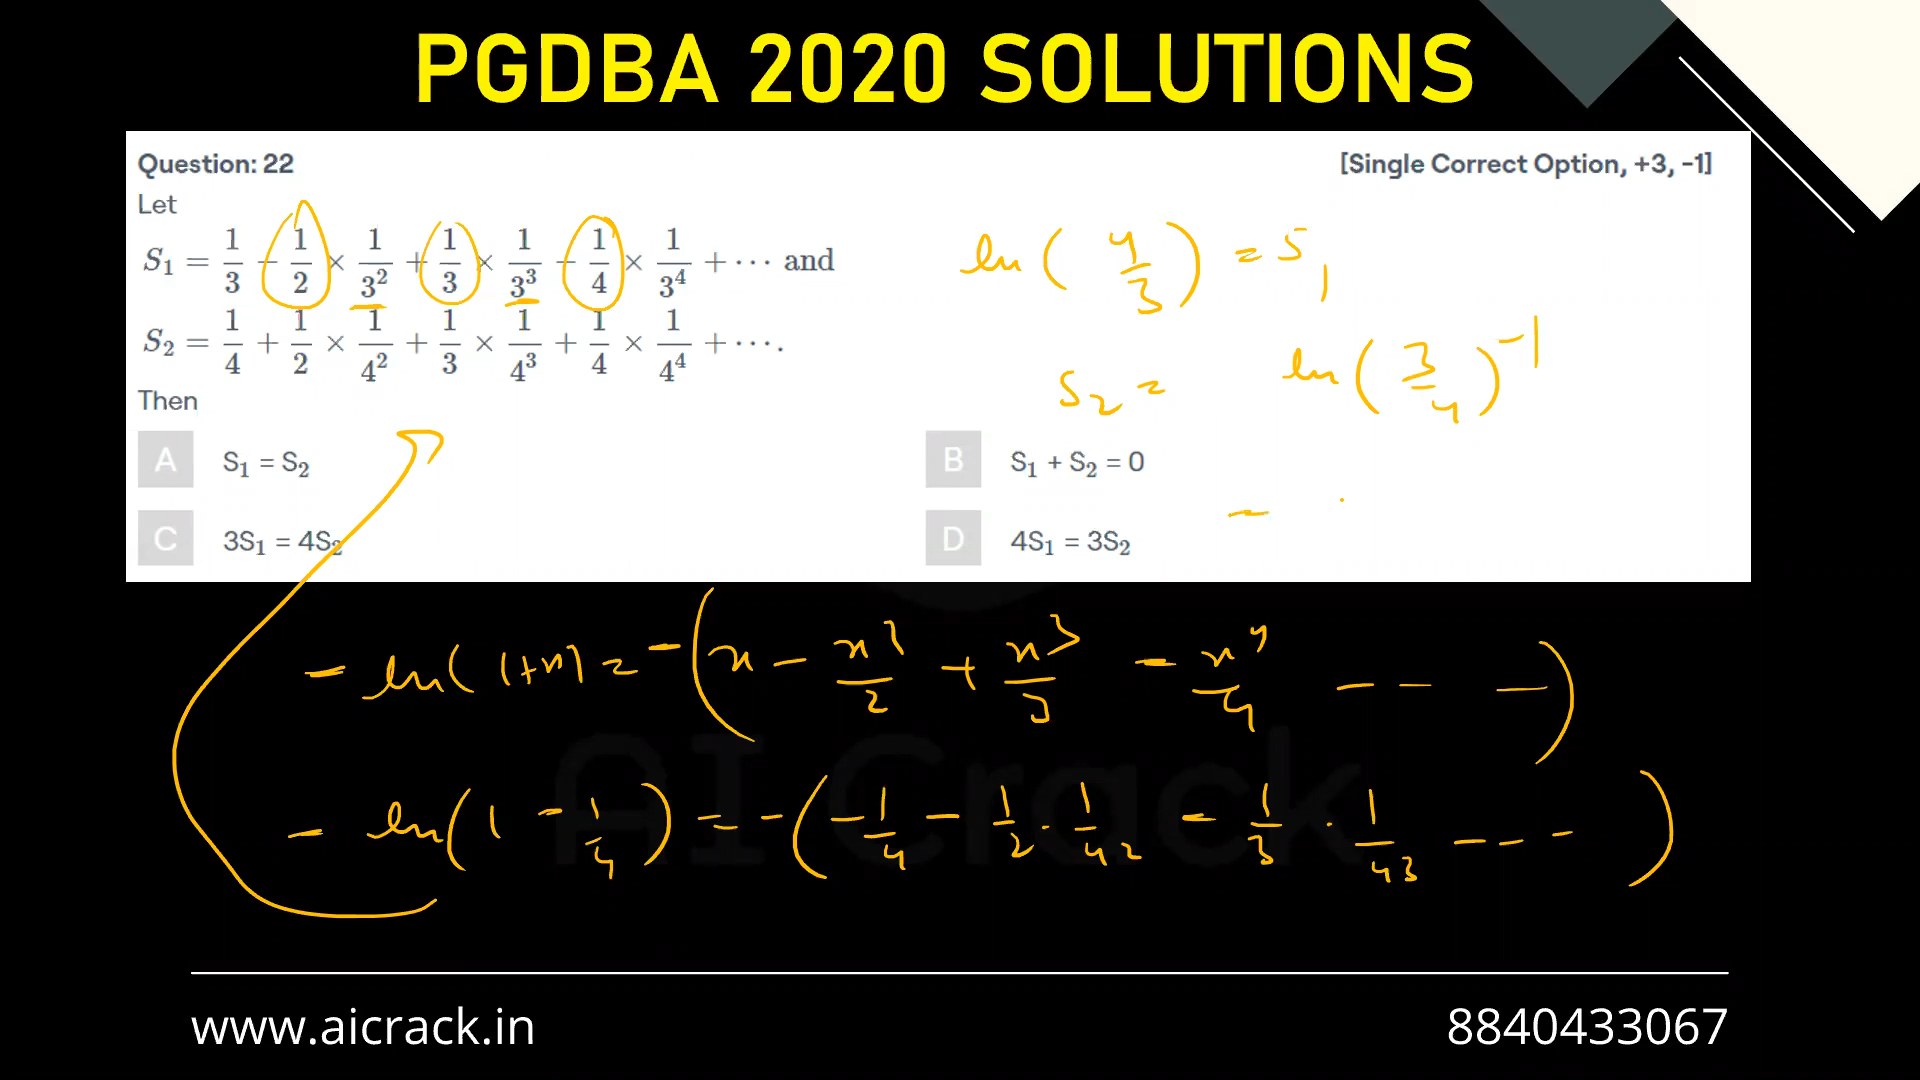 PGDBA 2020 SOLUTIONS
Question: 22 [Single Correct Option, +3, -1]
Let
S₁ = 1/3 − 1/2 × 1/3² + 1/3 × 1/3³ − 1/4 × 1/3⁴ + ⋯ and
S₂ = 1/4 + 1/2 × 1/4² + 1/3 × 1/4³ + 1/4 × 1/4⁴ + ⋯.
Then
A S₁ = S₂
B S₁ + S₂ = 0
C 3S₁ = 4S₂
D 4S₁ = 3S₂
ln(4/3) = S₁
S₂ = ln(3/4)⁻¹
=
− ln(1+x) = −(x − x²/2 + x³/3 − x⁴/4 − − −)
− ln(1 − 1/4) = −(−1/4 − 1/2 · 1/4² − 1/3 · 1/4³ − − −)
AI Crack
www.aicrack.in
8840433067